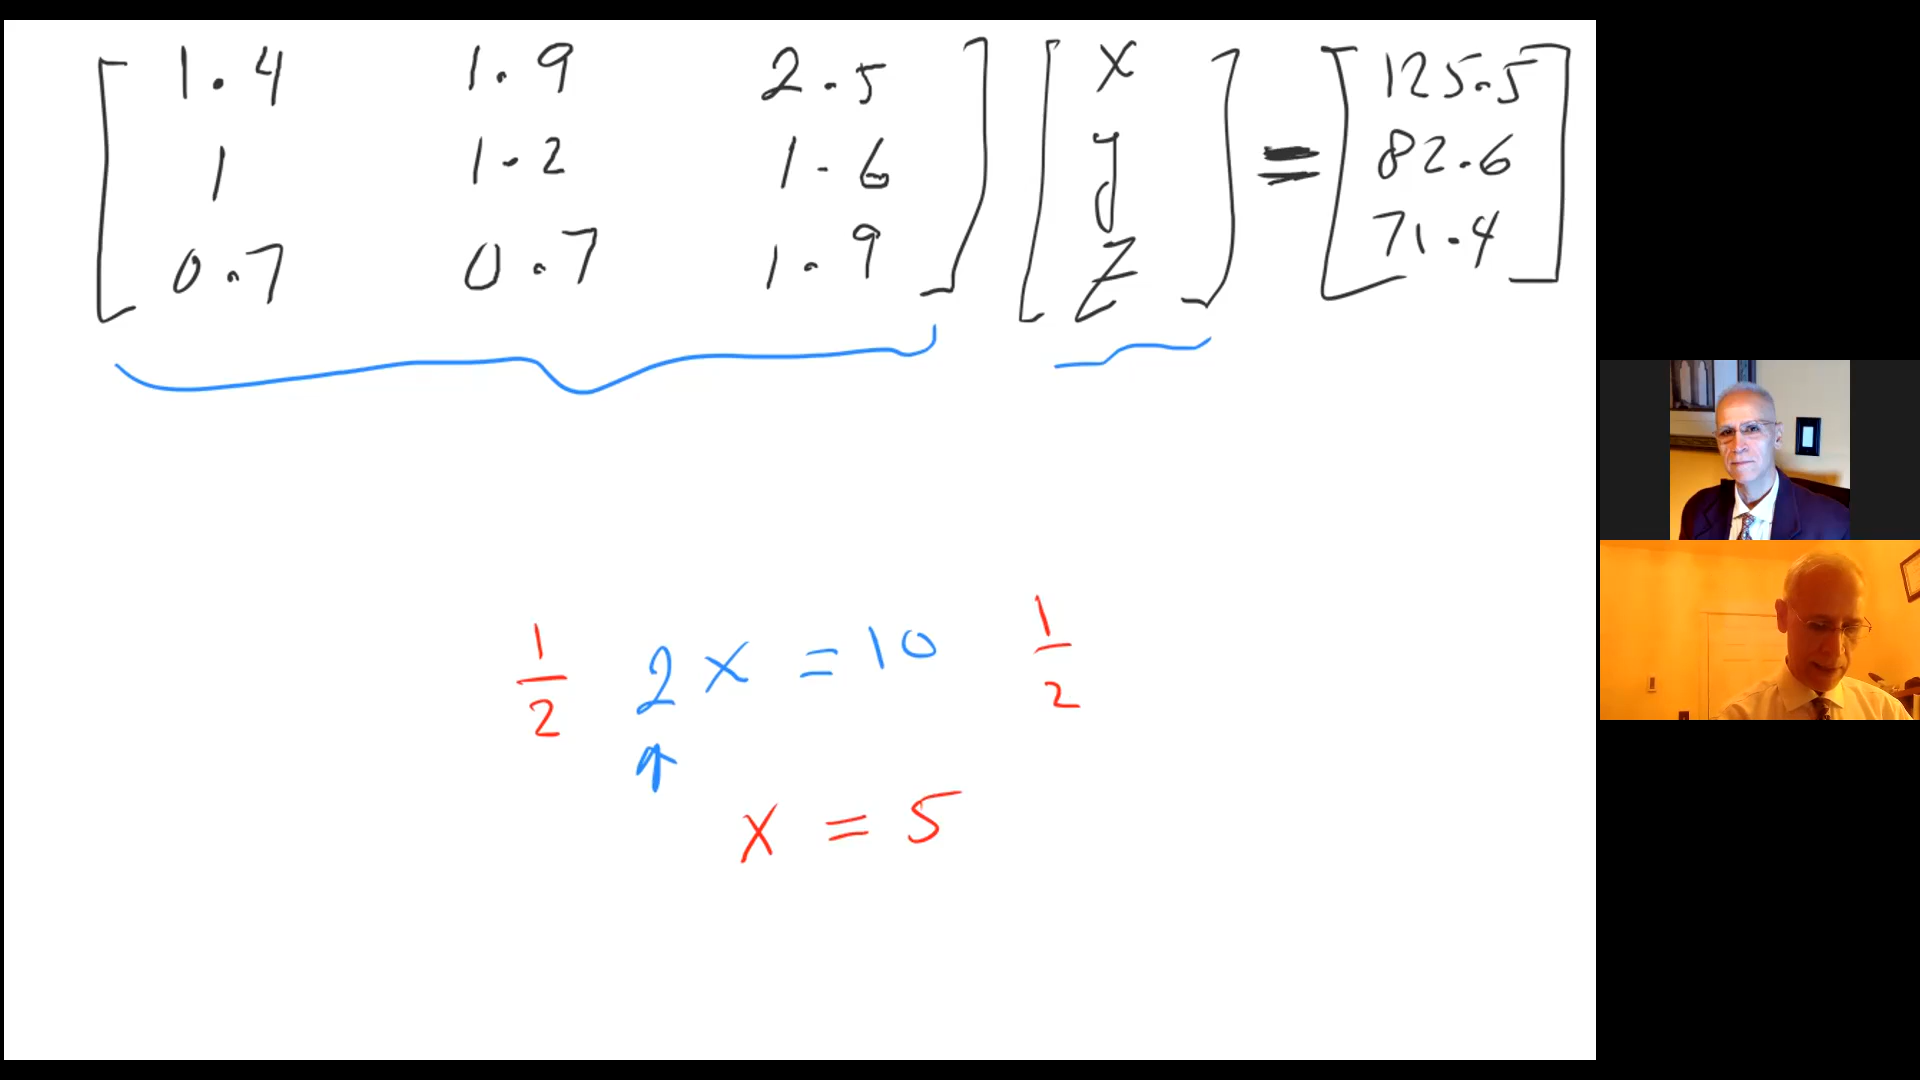 1.4 1.9 2.5 x 125.5
1 1.2 1.6 y = 82.6
0.7 0.7 1.9 z 71.4
1/2 2x = 10 1/2
x = 5